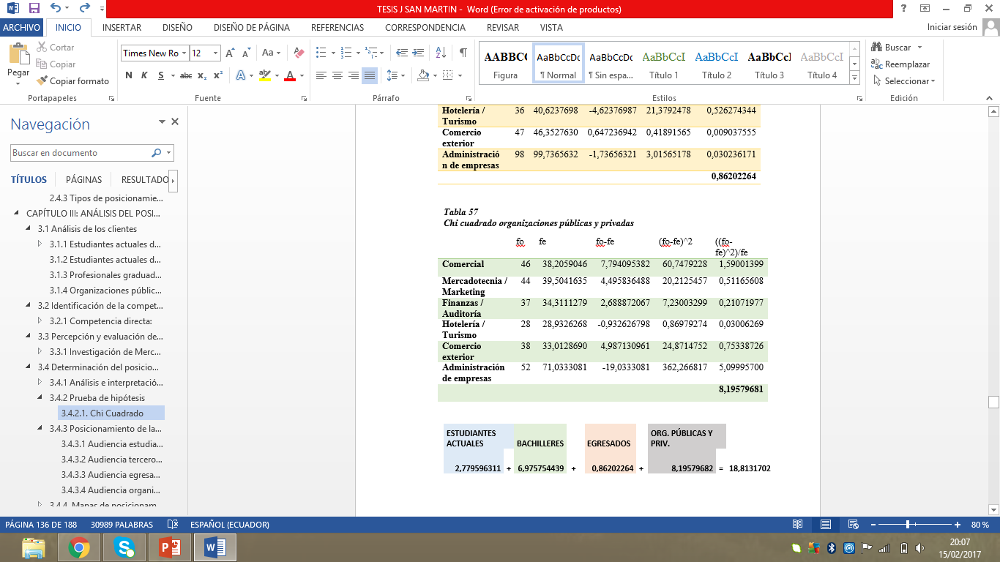 TESIS J SAN MARTIN - Word (Error de activación de productos)
ARCHIVO INICIO INSERTAR DISEÑO DISEÑO DE PÁGINA REFERENCIAS CORRESPONDENCIA REVISAR VISTA Iniciar sesión
Pegar
Cortar
Copiar
Copiar formato
Portapapeles
Times New Ro 12
N K S abc x₂ x²
Fuente
Párrafo
AABBCC AaBbCcDc AaBbCcDc AaBbCcI AaBbCcI AaBbCcI AaBbCcI
Figura ¶ Normal ¶ Sin espa... Título 1 Título 2 Título 3 Título 4
Estilos
Buscar
Reemplazar
Seleccionar
Edición
Navegación
Buscar en documento
TÍTULOS PÁGINAS RESULTADO
2.4.3 Tipos de posicionamie...
CAPÍTULO III: ANÁLISIS DEL POSI...
3.1 Análisis de los clientes
3.1.1 Estudiantes actuales d...
3.1.2 Estudiantes actuales d...
3.1.3 Profesionales graduad...
3.1.4 Organizaciones públic...
3.2 Identificación de la compet...
3.2.1 Competencia directa:
3.3 Percepción y evaluación de...
3.3.1 Investigación de Merc...
3.4 Determinación del posicio...
3.4.1 Análisis e interpretació...
3.4.2 Prueba de hipótesis
3.4.2.1. Chi Cuadrado
3.4.3 Posicionamiento de la...
3.4.3.1 Audiencia estudia...
3.4.3.2 Audiencia tercero...
3.4.3.3 Audiencia egresa...
3.4.3.4 Audiencia organi...
3.4.4 Mapas de posicionam...
Hotelería / 36 40,6237698 -4,62376987 21,3792478 0,526274344
Turismo
Comercio 47 46,3527630 0,647236942 0,41891565 0,009037555
exterior
Administració 98 99,7365632 -1,73656321 3,01565178 0,030236171
n de empresas
0,86202264
Tabla 57
Chi cuadrado organizaciones públicas y privadas
fo fe fo-fe (fo-fe)^2 ((fo-
fe)^2)/fe
Comercial 46 38,2059046 7,794095382 60,7479228 1,59001399
Mercadotecnia / 44 39,5041635 4,495836488 20,2125457 0,51165608
Marketing
Finanzas / 37 34,3111279 2,688872067 7,23003299 0,21071977
Auditoría
Hotelería / 28 28,9326268 -0,932626798 0,86979274 0,03006269
Turismo
Comercio 38 33,0128690 4,987130961 24,8714752 0,75338726
exterior
Administración 52 71,0333081 -19,0333081 362,266817 5,09995700
de empresas
8,19579681
ESTUDIANTES ORG. PÚBLICAS Y
ACTUALES BACHILLERES EGRESADOS PRIV.
2,779596311 + 6,975754439 + 0,86202264 + 8,19579682 = 18,8131702
PÁGINA 136 DE 188 30989 PALABRAS ESPAÑOL (ECUADOR) 80 %
20:07
15/02/2017